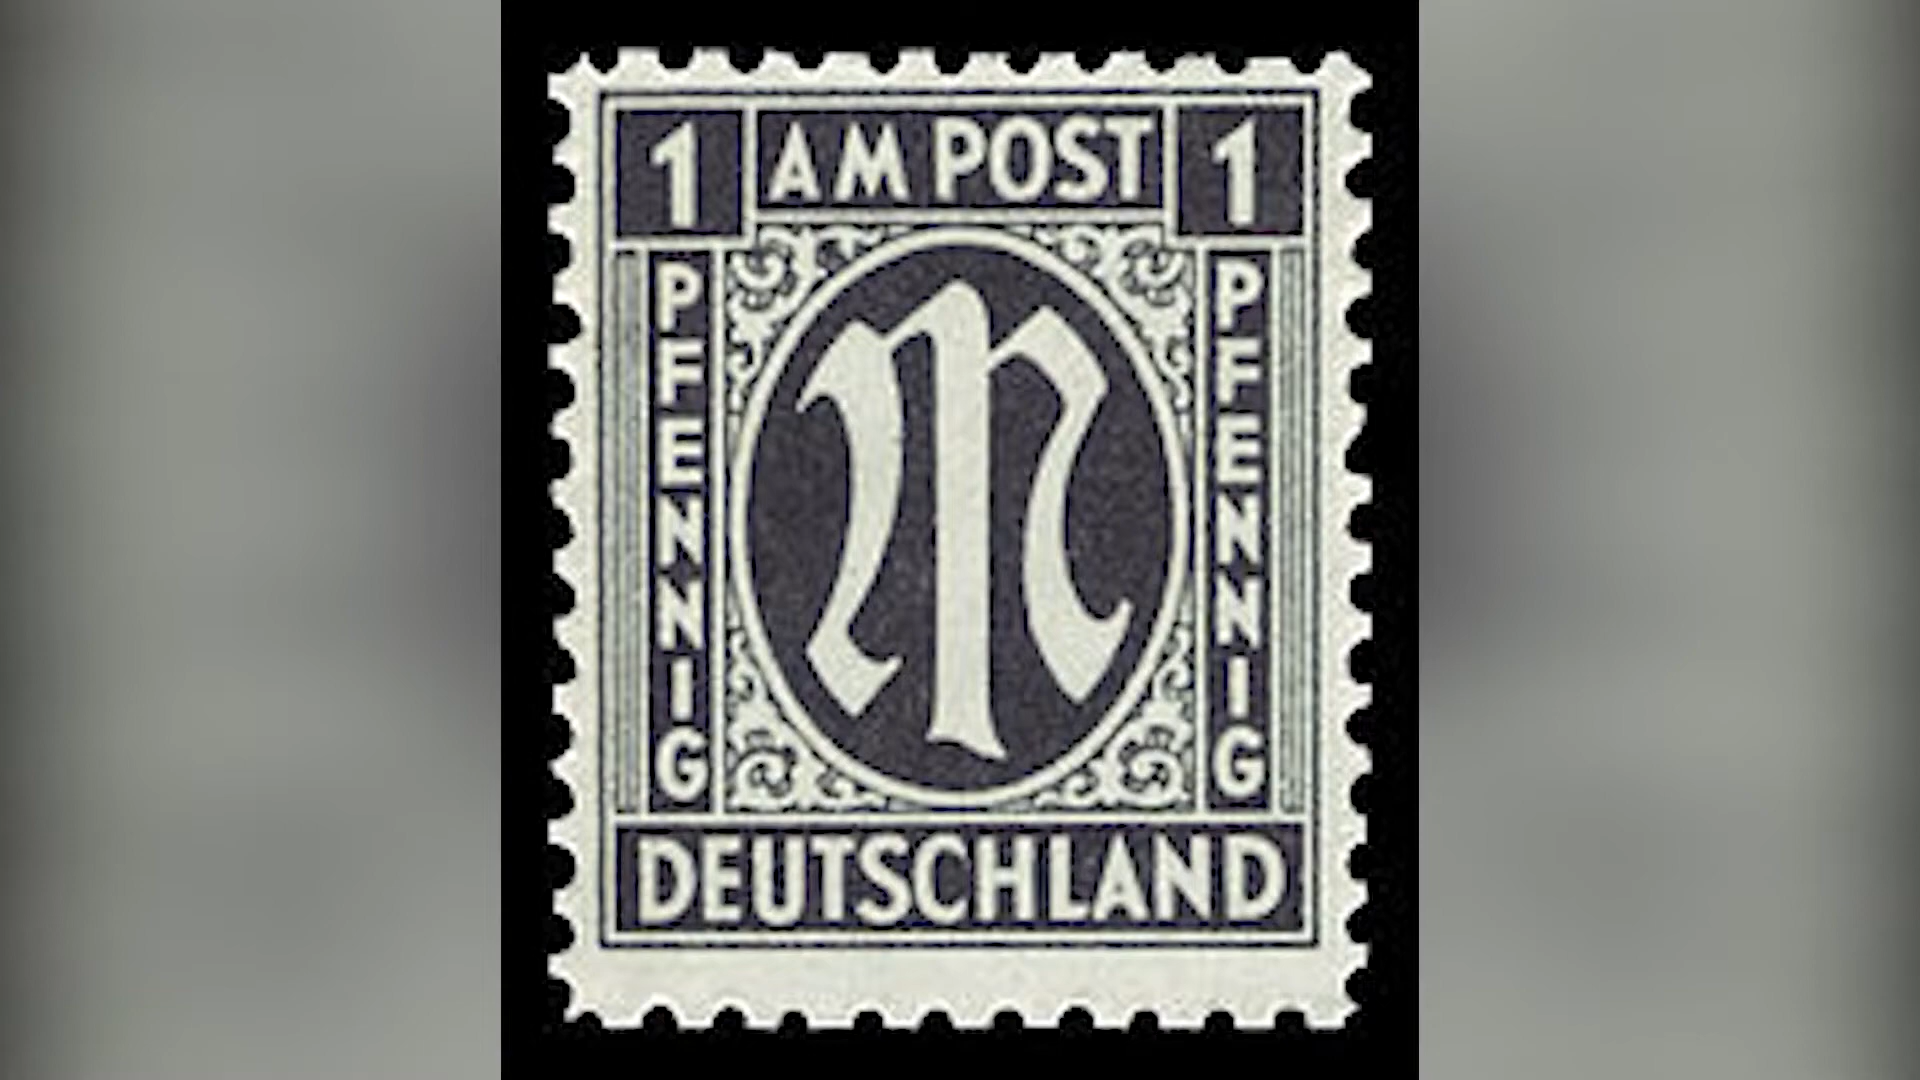 1 AM POST 1
PFENNIG
M
PFENNIG
DEUTSCHLAND